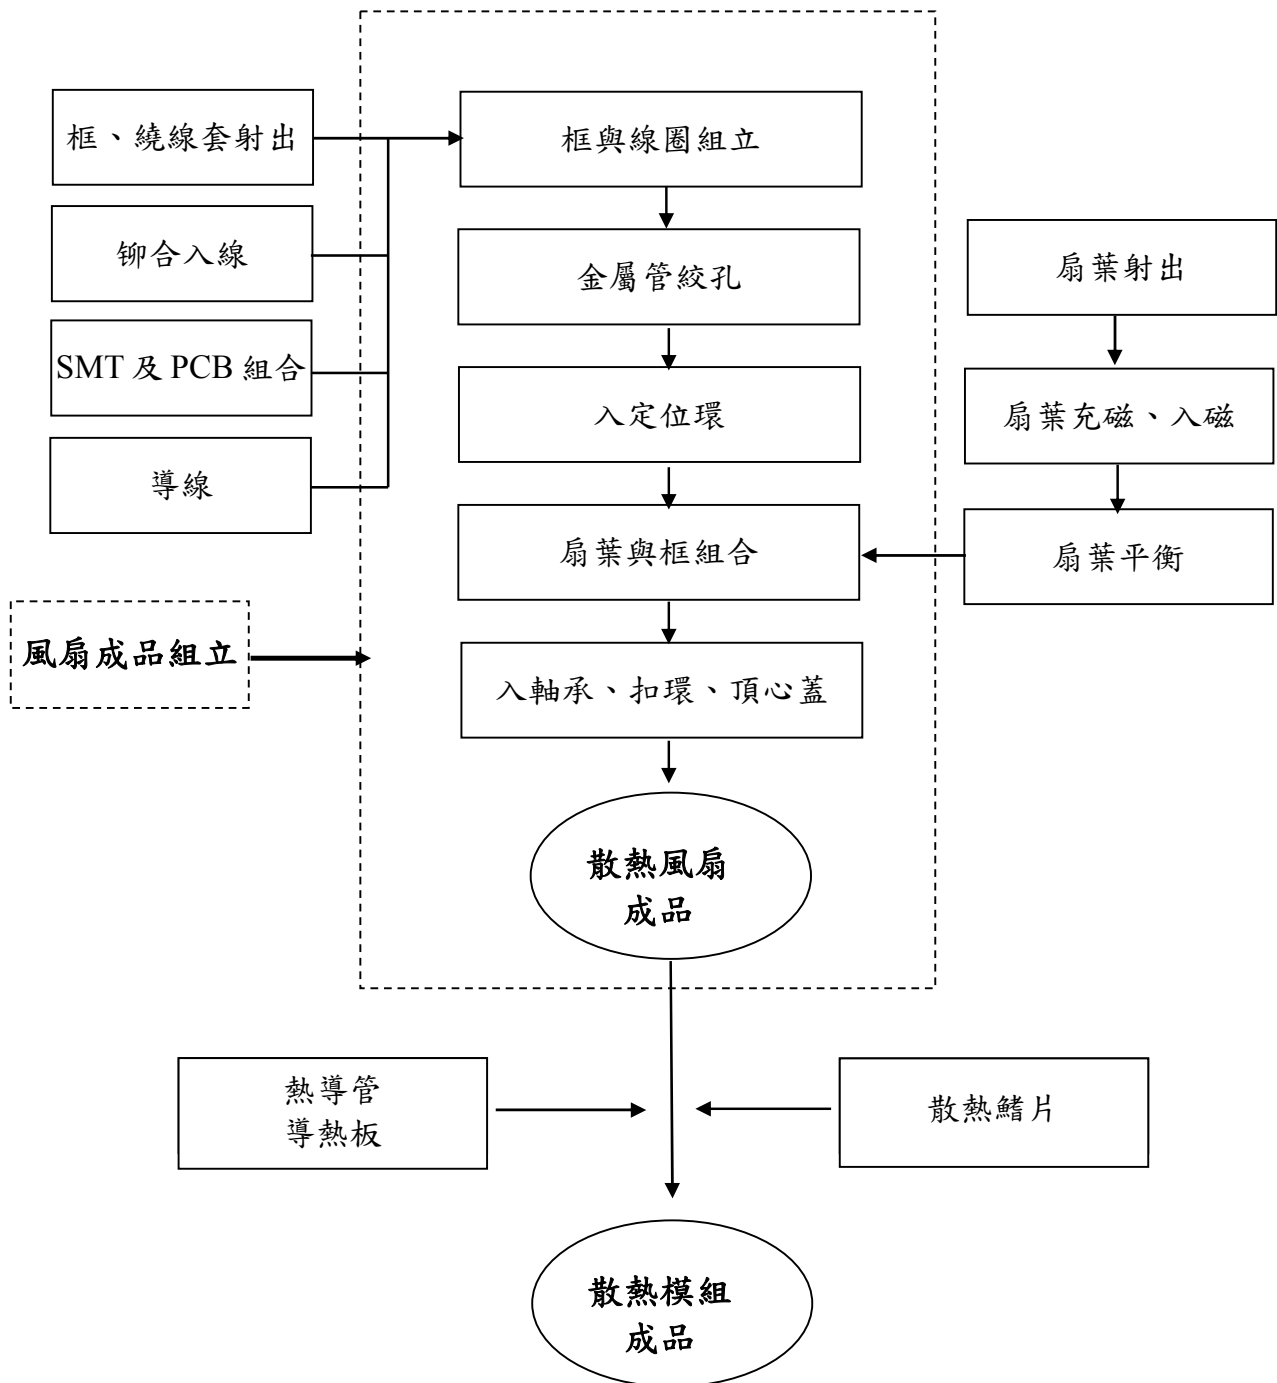 框、繞線套射出
框與線圈組立
铆合入線
金屬管絞孔
扇葉射出
SMT 及 PCB 組合
入定位環
扇葉充磁、入磁
導線
扇葉與框組合
扇葉平衡
風扇成品組立
入軸承、扣環、頂心蓋
散熱風扇
成品
熱導管
導熱板
散熱鰭片
散熱模組
成品